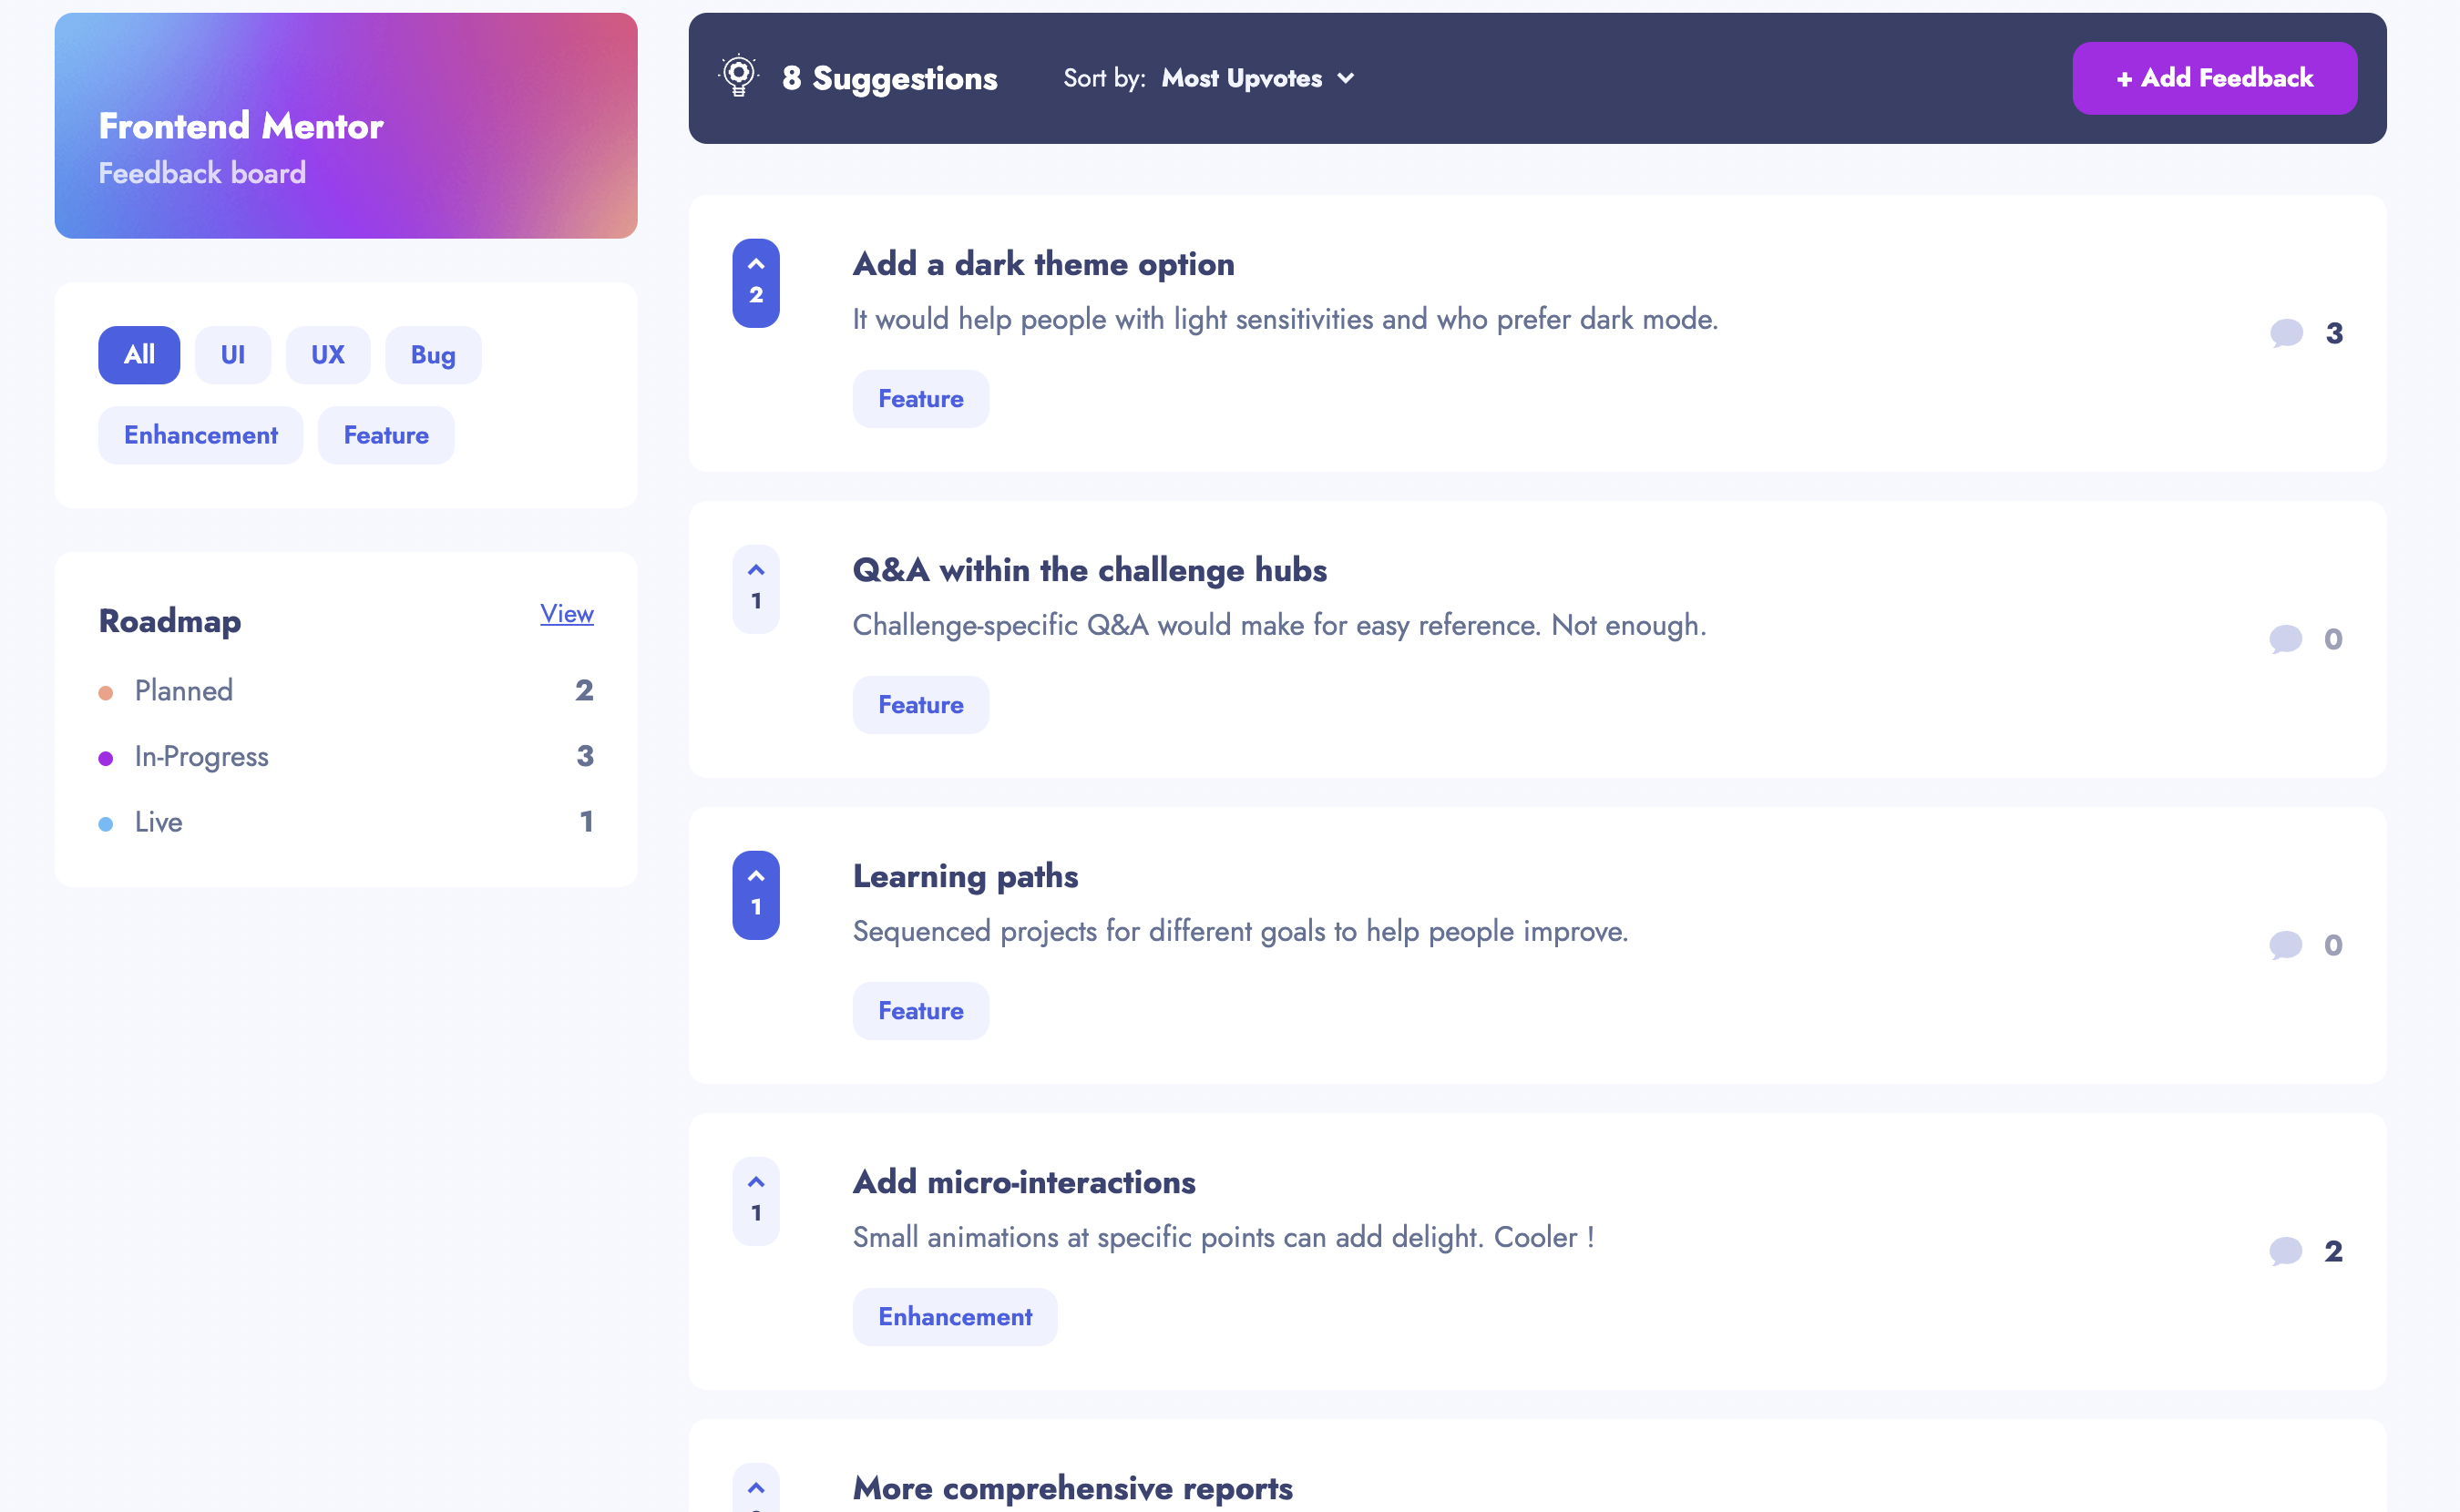 Frontend Mentor
Feedback board
All UI UX Bug
Enhancement Feature
Roadmap View
Planned 2
In-Progress 3
Live 1
8 Suggestions Sort by: Most Upvotes + Add Feedback
2
Add a dark theme option
It would help people with light sensitivities and who prefer dark mode.
Feature
3
1
Q&A within the challenge hubs
Challenge-specific Q&A would make for easy reference. Not enough.
Feature
0
1
Learning paths
Sequenced projects for different goals to help people improve.
Feature
0
1
Add micro-interactions
Small animations at specific points can add delight. Cooler !
Enhancement
2
More comprehensive reports